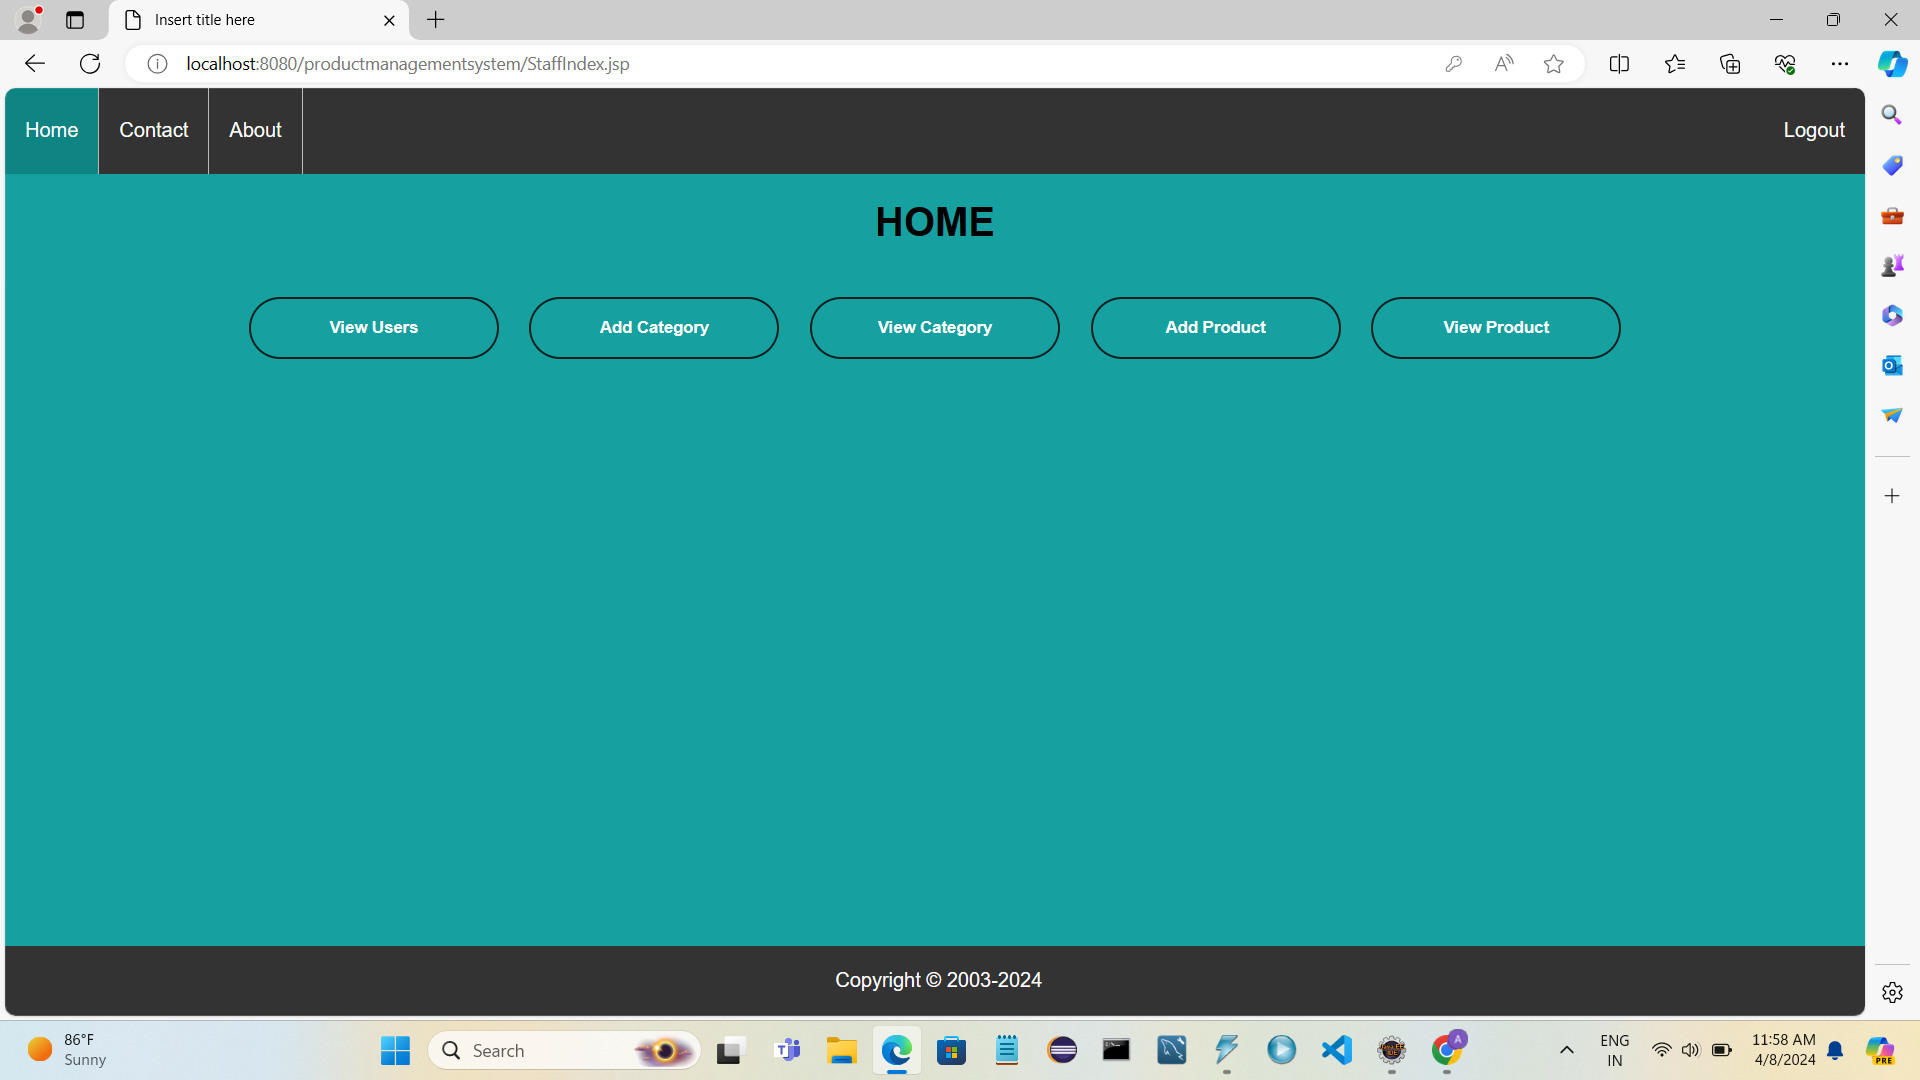 Insert title here
localhost:8080/productmanagementsystem/StaffIndex.jsp
Home Contact About Logout
HOME
View Users Add Category View Category Add Product View Product
Copyright © 2003-2024
86°F
Sunny
Search
ENG
IN
11:58 AM
4/8/2024
A
PRE